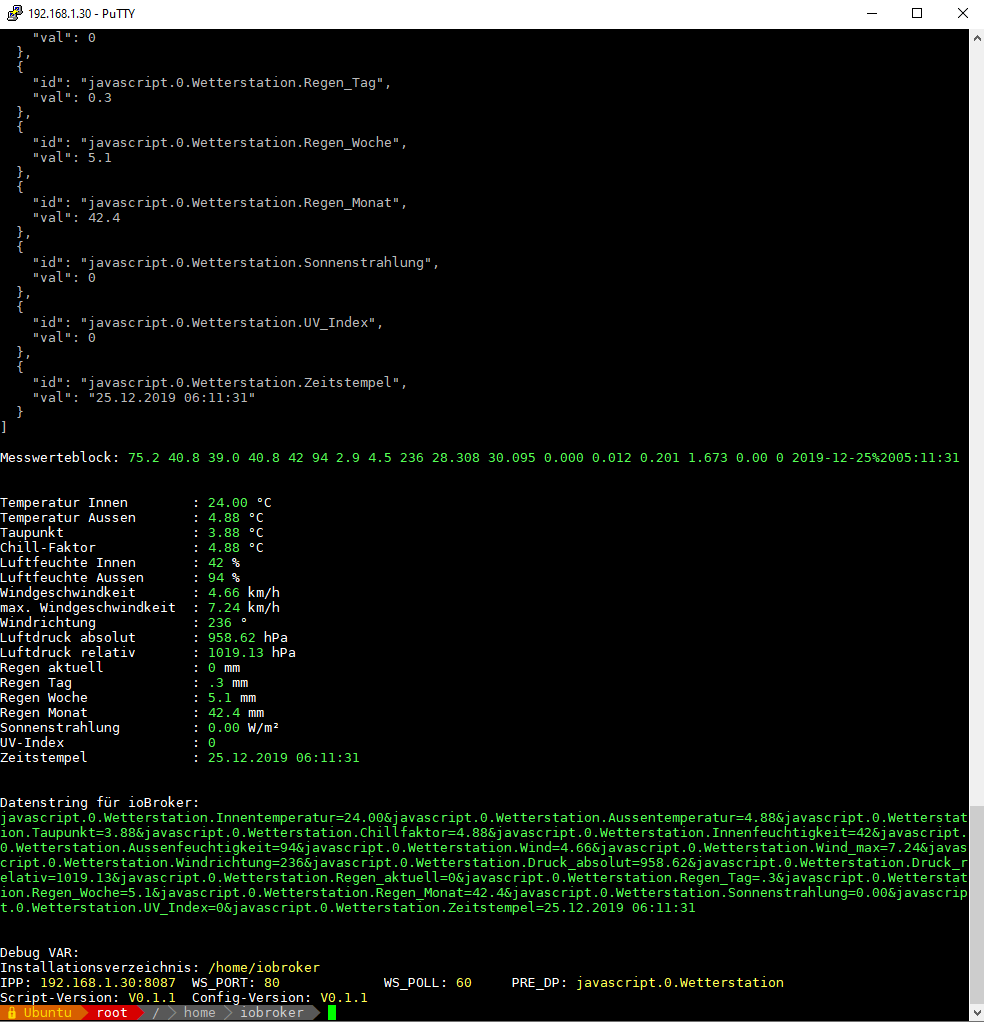 192.168.1.30 - PuTTY
"val": 0
},
{
"id": "javascript.0.Wetterstation.Regen_Tag",
"val": 0.3
},
{
"id": "javascript.0.Wetterstation.Regen_Woche",
"val": 5.1
},
{
"id": "javascript.0.Wetterstation.Regen_Monat",
"val": 42.4
},
{
"id": "javascript.0.Wetterstation.Sonnenstrahlung",
"val": 0
},
{
"id": "javascript.0.Wetterstation.UV_Index",
"val": 0
},
{
"id": "javascript.0.Wetterstation.Zeitstempel",
"val": "25.12.2019 06:11:31"
}
]
Messwerteblock: 75.2 40.8 39.0 40.8 42 94 2.9 4.5 236 28.308 30.095 0.000 0.012 0.201 1.673 0.00 0 2019-12-25%2005:11:31
Temperatur Innen : 24.00 °C
Temperatur Aussen : 4.88 °C
Taupunkt : 3.88 °C
Chill-Faktor : 4.88 °C
Luftfeuchte Innen : 42 %
Luftfeuchte Aussen : 94 %
Windgeschwindkeit : 4.66 km/h
max. Windgeschwindkeit : 7.24 km/h
Windrichtung : 236 °
Luftdruck absolut : 958.62 hPa
Luftdruck relativ : 1019.13 hPa
Regen aktuell : 0 mm
Regen Tag : .3 mm
Regen Woche : 5.1 mm
Regen Monat : 42.4 mm
Sonnenstrahlung : 0.00 W/m²
UV-Index : 0
Zeitstempel : 25.12.2019 06:11:31
Datenstring für ioBroker:
javascript.0.Wetterstation.Innentemperatur=24.00&javascript.0.Wetterstation.Aussentemperatur=4.88&javascript.0.Wetterstat
ion.Taupunkt=3.88&javascript.0.Wetterstation.Chillfaktor=4.88&javascript.0.Wetterstation.Innenfeuchtigkeit=42&javascript.
0.Wetterstation.Aussenfeuchtigkeit=94&javascript.0.Wetterstation.Wind=4.66&javascript.0.Wetterstation.Wind_max=7.24&javas
cript.0.Wetterstation.Windrichtung=236&javascript.0.Wetterstation.Druck_absolut=958.62&javascript.0.Wetterstation.Druck_r
elativ=1019.13&javascript.0.Wetterstation.Regen_aktuell=0&javascript.0.Wetterstation.Regen_Tag=.3&javascript.0.Wetterstat
ion.Regen_Woche=5.1&javascript.0.Wetterstation.Regen_Monat=42.4&javascript.0.Wetterstation.Sonnenstrahlung=0.00&javascrip
t.0.Wetterstation.UV_Index=0&javascript.0.Wetterstation.Zeitstempel=25.12.2019 06:11:31
Debug VAR:
Installationsverzeichnis: /home/iobroker
IPP: 192.168.1.30:8087 WS_PORT: 80 WS_POLL: 60 PRE_DP: javascript.0.Wetterstation
Script-Version: V0.1.1 Config-Version: V0.1.1
Ubuntu root / home iobroker